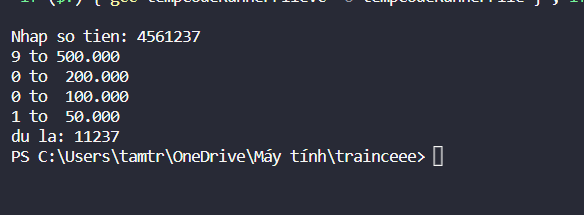 Nhap so tien: 4561237
9 to 500.000
0 to  200.000
0 to  100.000
1 to  50.000
du la: 11237
PS C:\Users\tamtr\OneDrive\Máy tính\trainceee>